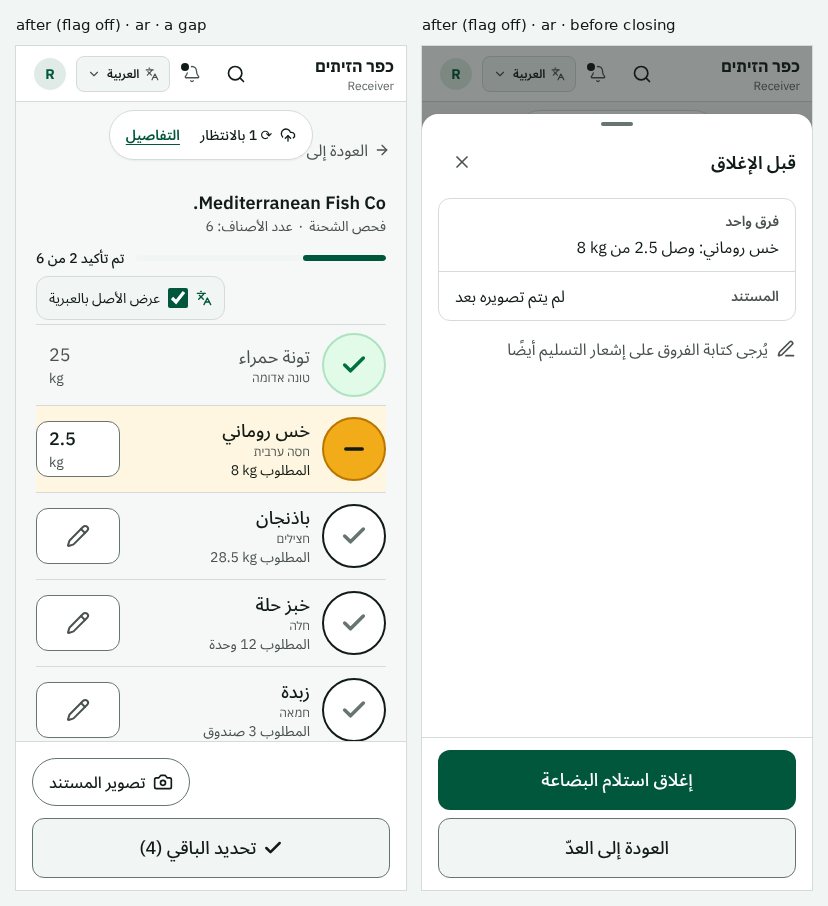 after (flag off) · ar · a gap
כפר הזיתים
Receiver
العربية
R
1 بالانتظار
التفاصيل
العودة إلى
Mediterranean Fish Co.
فحص الشحنة · عدد الأصناف: 6
تم تأكيد 2 من 6
عرض الأصل بالعبرية
تونة حمراء
טונה אדומה
25
kg
خس روماني
חסה ערבית
المطلوب 8 kg
2.5
kg
باذنجان
חצילים
المطلوب 28.5 kg
خبز حلة
חלה
المطلوب 12 وحدة
زبدة
חמאה
المطلوب 3 صندوق
تصوير المستند
تحديد الباقي (4)
after (flag off) · ar · before closing
כפר הזיתים
Receiver
العربية
R
قبل الإغلاق
فرق واحد
خس روماني: وصل 2.5 من 8 kg
المستند
لم يتم تصويره بعد
يُرجى كتابة الفروق على إشعار التسليم أيضًا
إغلاق استلام البضاعة
العودة إلى العدّ